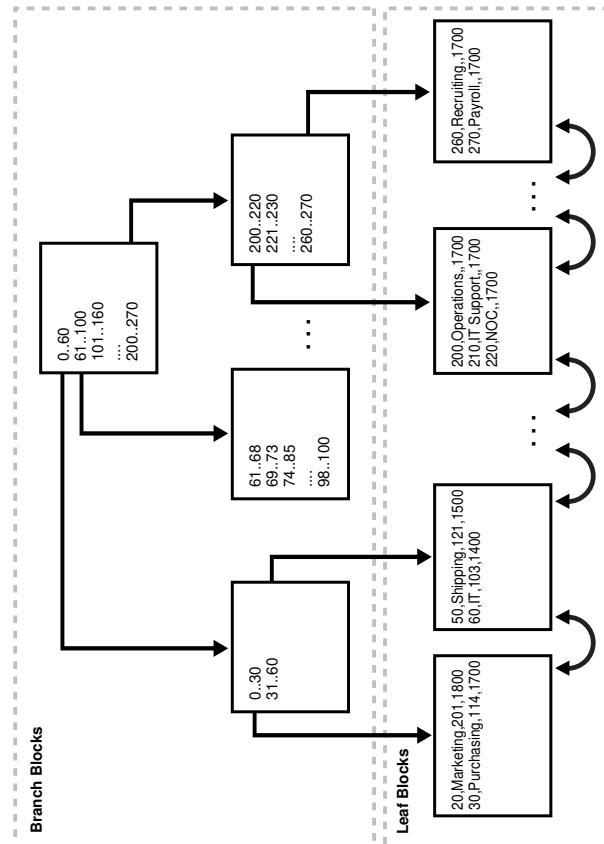 Branch Blocks
0..60
61..100
101..160
....
200..270
0..30
31..60
61..68
69..73
74..85
....
98..100
. . .
200..220
221..230
....
260..270
Leaf Blocks
20,Marketing,201,1800
30,Purchasing,114,1700
50,Shipping,121,1500
60,IT,103,1400
. . .
200,Operations,,1700
210,IT Support,,1700
220,NOC,,1700
. . .
260,Recruiting,,1700
270,Payroll,,1700